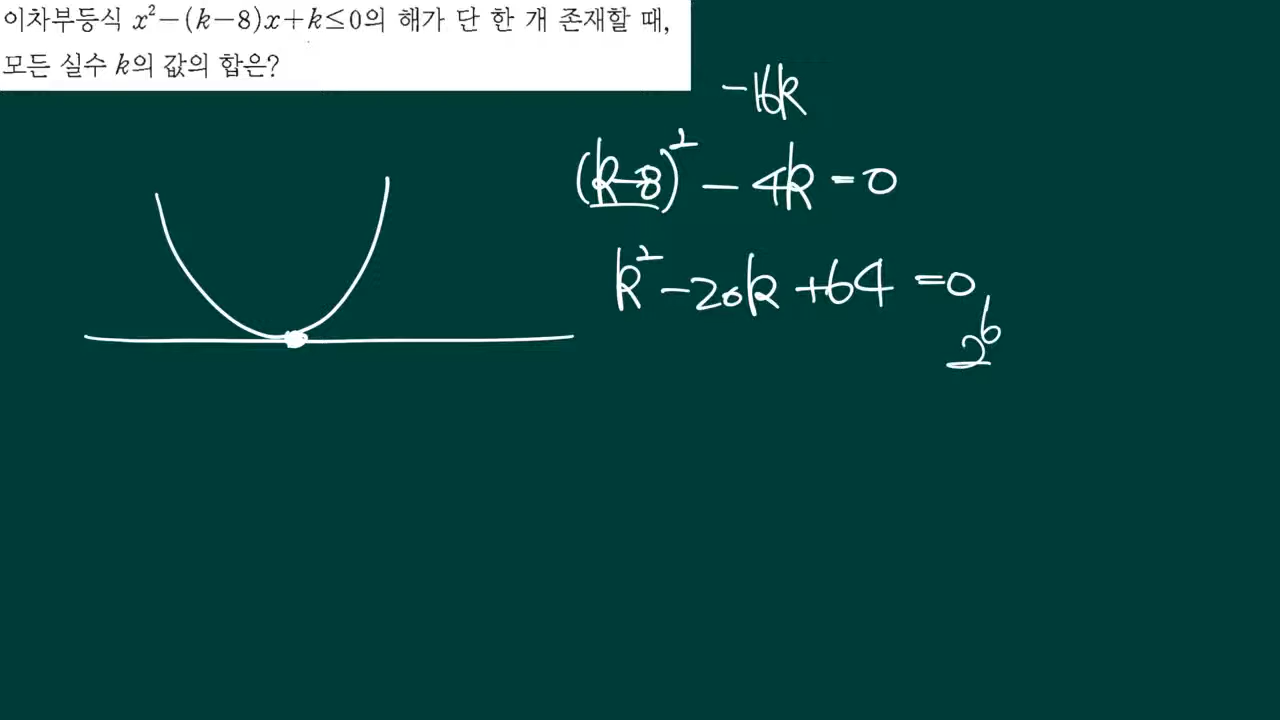 이차부등식 x²−(k−8)x+k≤0의 해가 단 한 개 존재할 때,
모든 실수 k의 값의 합은?
−16k
(k−8)² − 4k = 0
k² − 20k + 64 = 0
2⁶